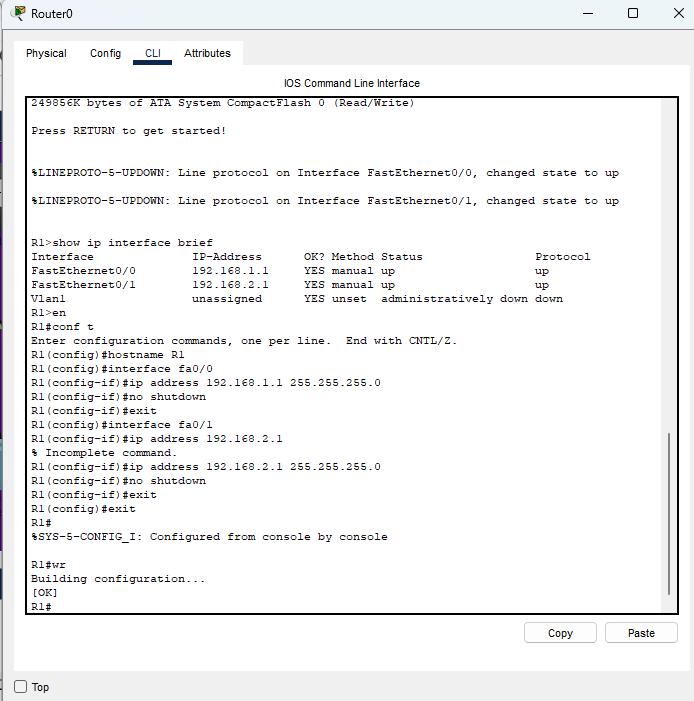 Router0
Physical Config CLI Attributes
IOS Command Line Interface
249856K bytes of ATA System CompactFlash 0 (Read/Write)
Press RETURN to get started!
%LINEPROTO-5-UPDOWN: Line protocol on Interface FastEthernet0/0, changed state to up
%LINEPROTO-5-UPDOWN: Line protocol on Interface FastEthernet0/1, changed state to up
R1>show ip interface brief
Interface IP-Address OK? Method Status Protocol
FastEthernet0/0 192.168.1.1 YES manual up up
FastEthernet0/1 192.168.2.1 YES manual up up
Vlan1 unassigned YES unset administratively down down
R1>en
R1#conf t
Enter configuration commands, one per line. End with CNTL/Z.
R1(config)#hostname R1
R1(config)#interface fa0/0
R1(config-if)#ip address 192.168.1.1 255.255.255.0
R1(config-if)#no shutdown
R1(config-if)#exit
R1(config)#interface fa0/1
R1(config-if)#ip address 192.168.2.1
% Incomplete command.
R1(config-if)#ip address 192.168.2.1 255.255.255.0
R1(config-if)#no shutdown
R1(config-if)#exit
R1(config)#exit
R1#
%SYS-5-CONFIG_I: Configured from console by console
R1#wr
Building configuration...
[OK]
R1#
Copy Paste
Top